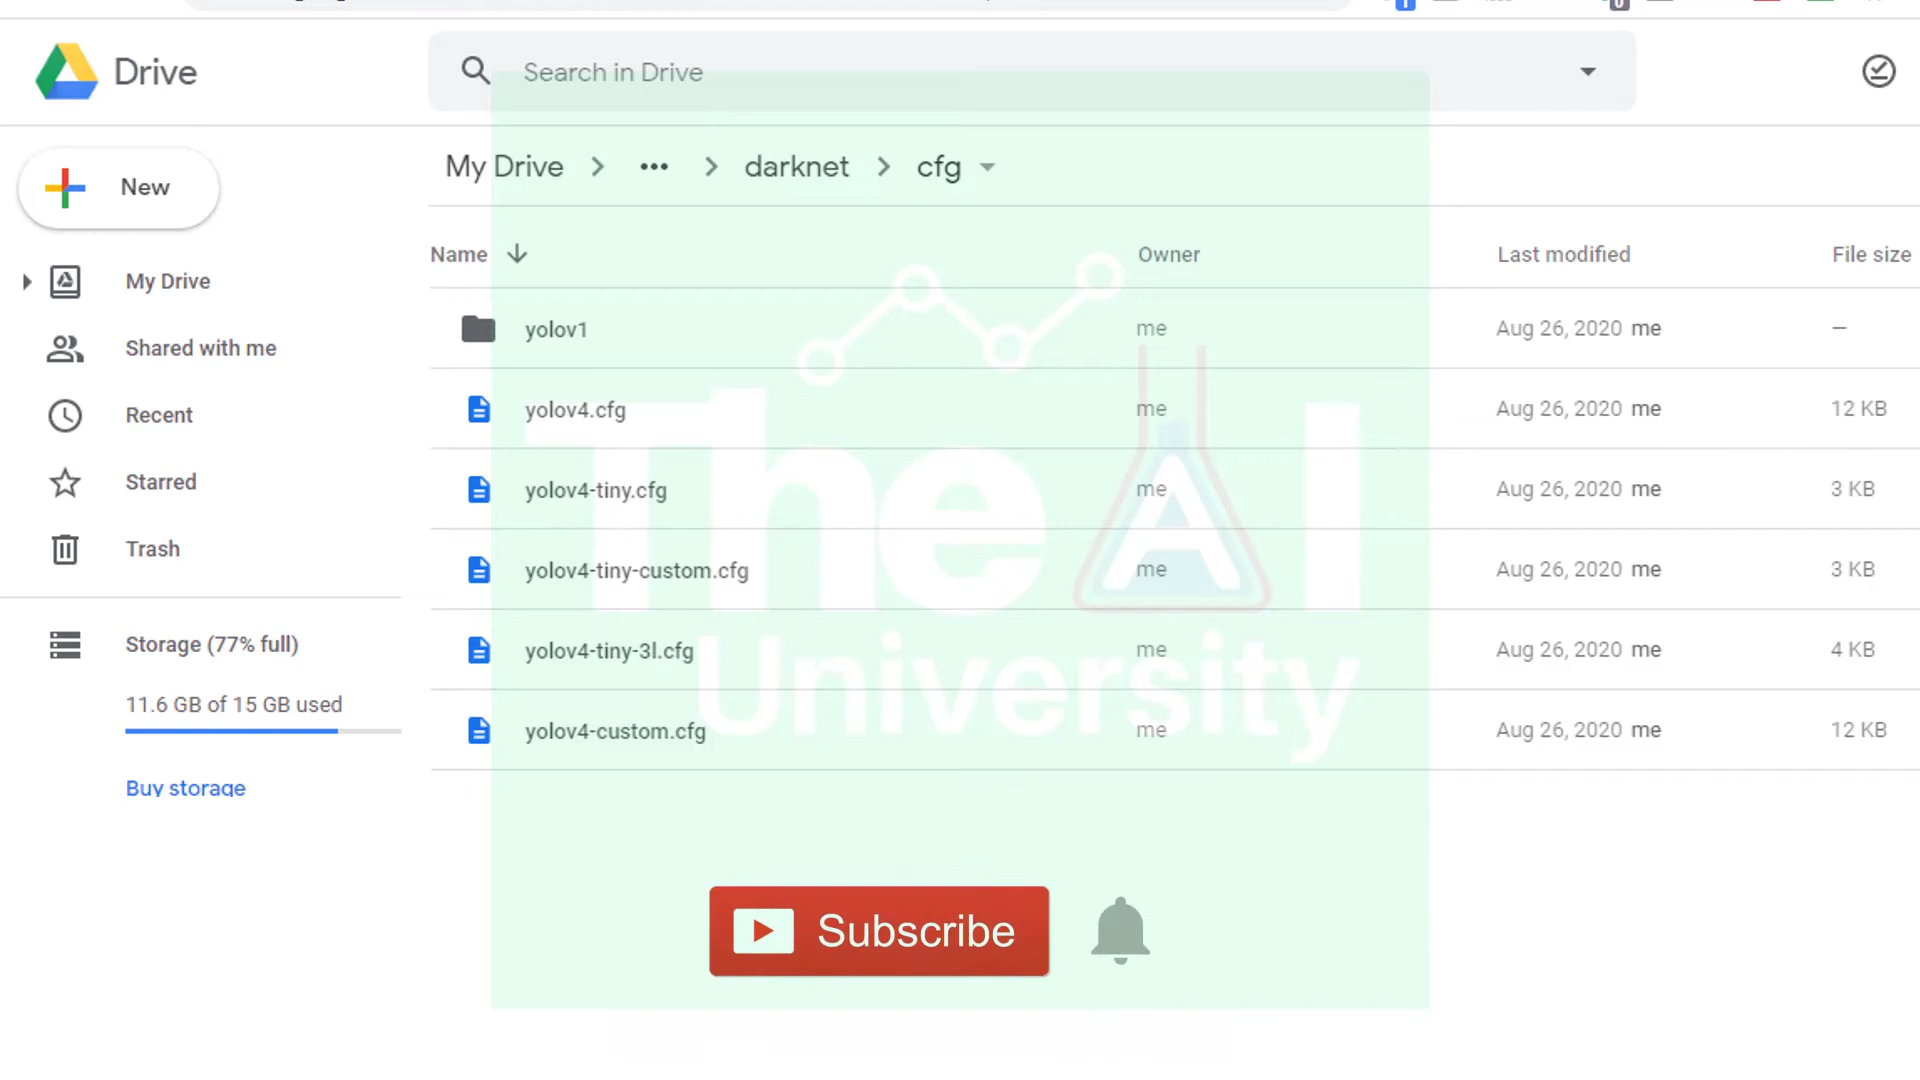 Drive
Search in Drive
New
My Drive > ... > darknet > cfg
Name Owner Last modified File size
My Drive
Shared with me
Recent
Starred
Trash
Storage (77% full)
11.6 GB of 15 GB used
Buy storage
yolov1 me Aug 26, 2020 me –
yolov4.cfg me Aug 26, 2020 me 12 KB
yolov4-tiny.cfg me Aug 26, 2020 me 3 KB
yolov4-tiny-custom.cfg me Aug 26, 2020 me 3 KB
yolov4-tiny-3l.cfg me Aug 26, 2020 me 4 KB
yolov4-custom.cfg me Aug 26, 2020 me 12 KB
The AI
University
Subscribe